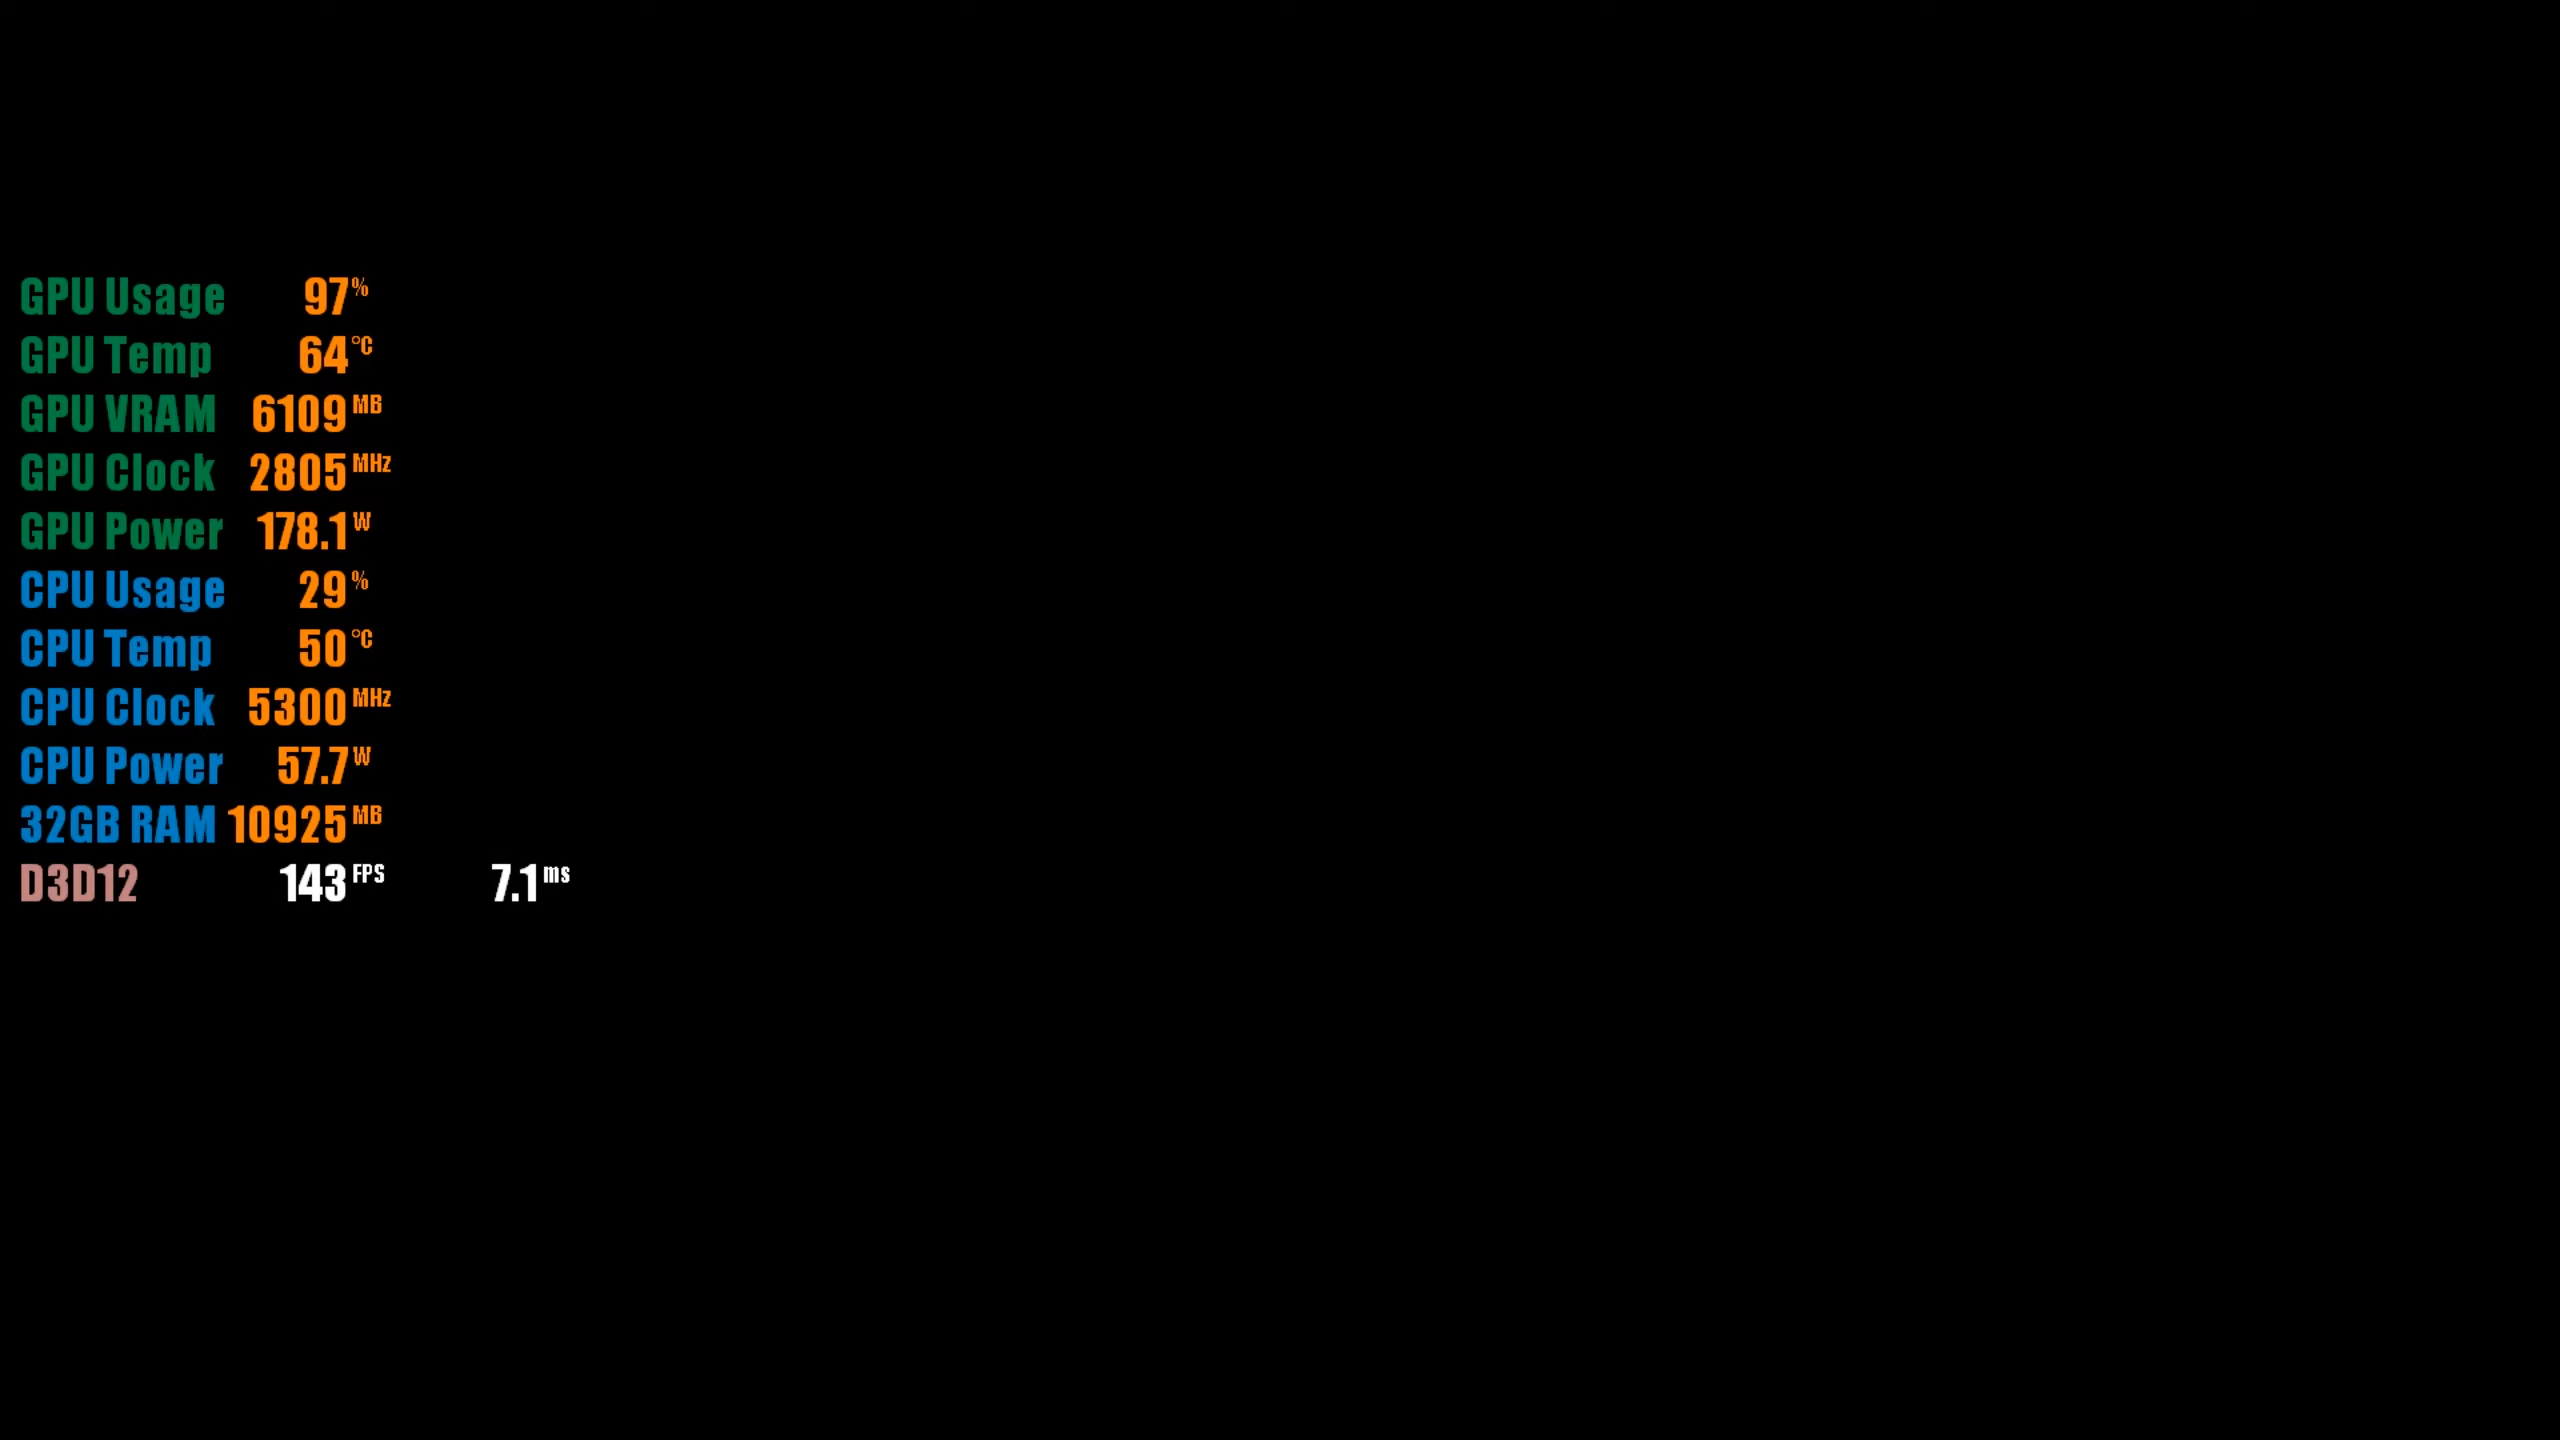 GPU Usage 97%
GPU Temp 64°C
GPU VRAM 6109 MB
GPU Clock 2805 MHz
GPU Power 178.1 W
CPU Usage 29%
CPU Temp 50°C
CPU Clock 5300 MHz
CPU Power 57.7 W
32GB RAM 10925 MB
D3D12 143 FPS 7.1 ms